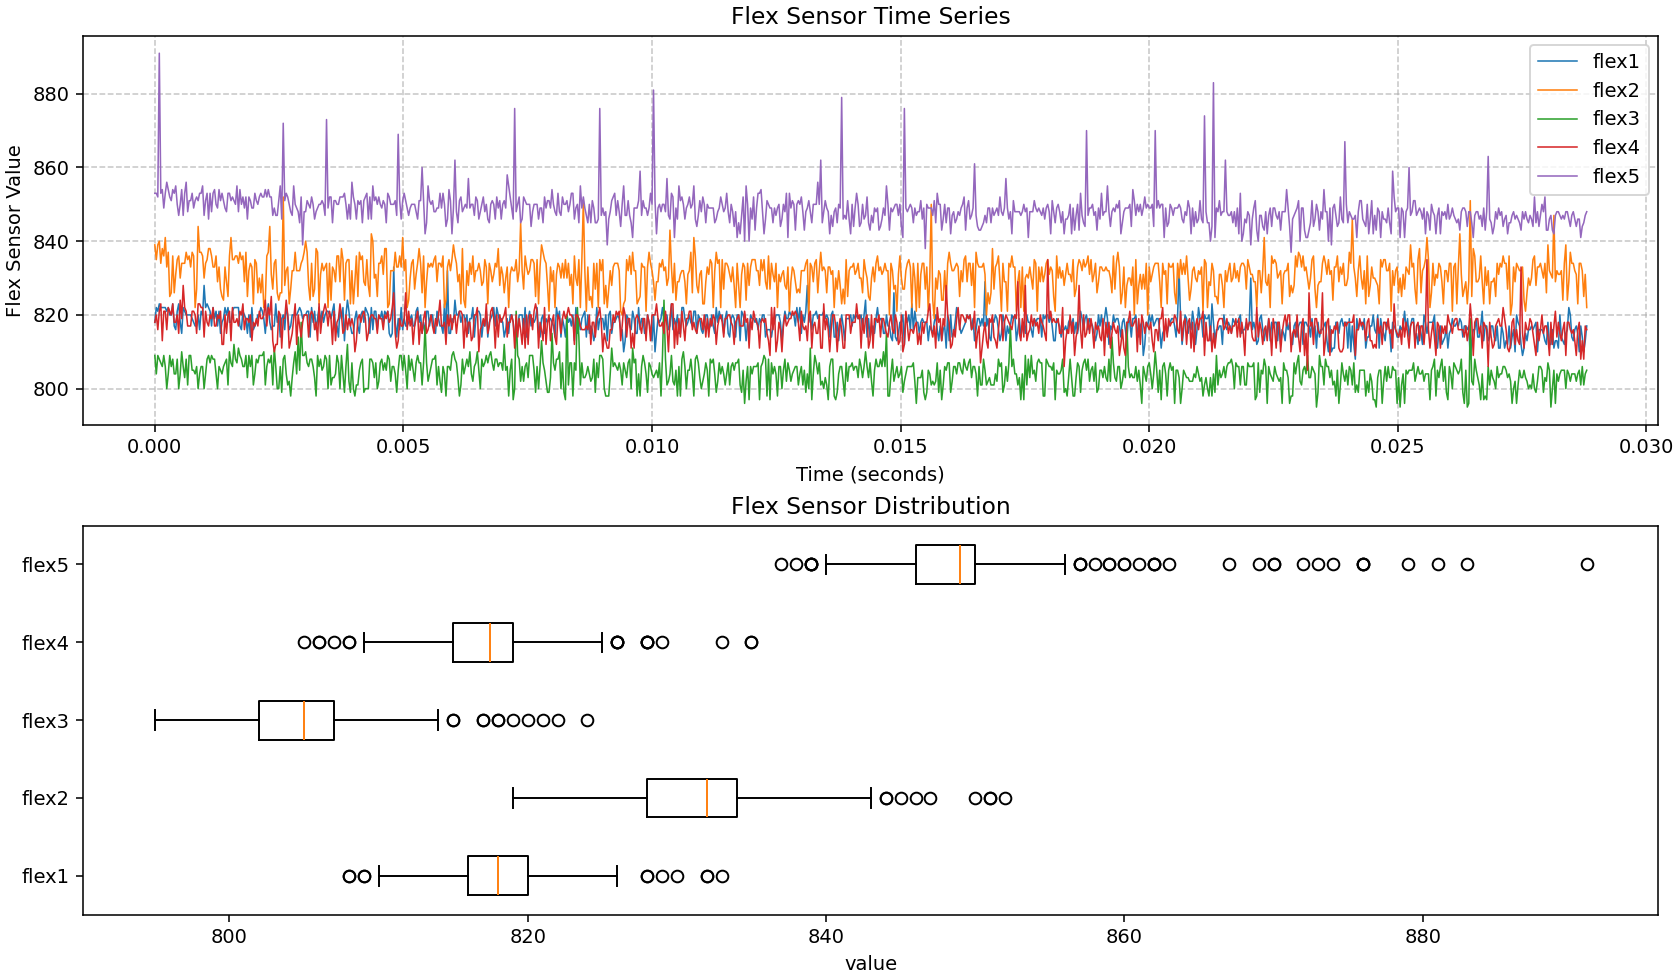 Flex Sensor Time Series
Flex Sensor Value
880
860
840
820
800
flex1
flex2
flex3
flex4
flex5
0.000 0.005 0.010 0.015 0.020 0.025 0.030
Time (seconds)
Flex Sensor Distribution
flex5
flex4
flex3
flex2
flex1
800 820 840 860 880
value